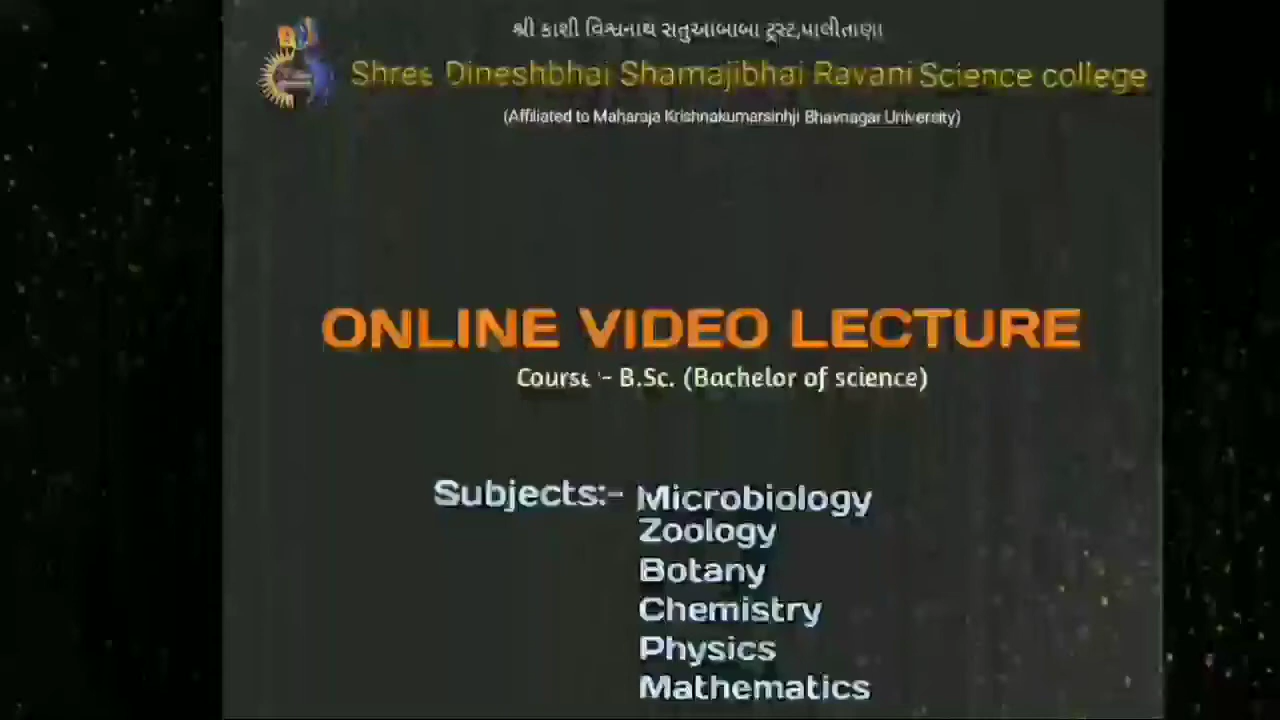 શ્રી કાશી વિશ્વનાથ સતુઆબાબા ટ્રસ્ટ,પાલીતાણા
Shree Dineshbhai Shamajibhai Ravani Science college
(Affiliated to Maharaja Krishnakumarsinhji Bhavnagar University)
ONLINE VIDEO LECTURE
Course :- B.Sc. (Bachelor of science)
Subjects:- Microbiology
Zoology
Botany
Chemistry
Physics
Mathematics